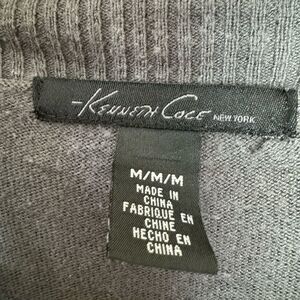 KENNETH COLE NEW YORK
M/M/M
MADE IN
CHINA
FABRIQUE EN
CHINE
HECHO EN
CHINA